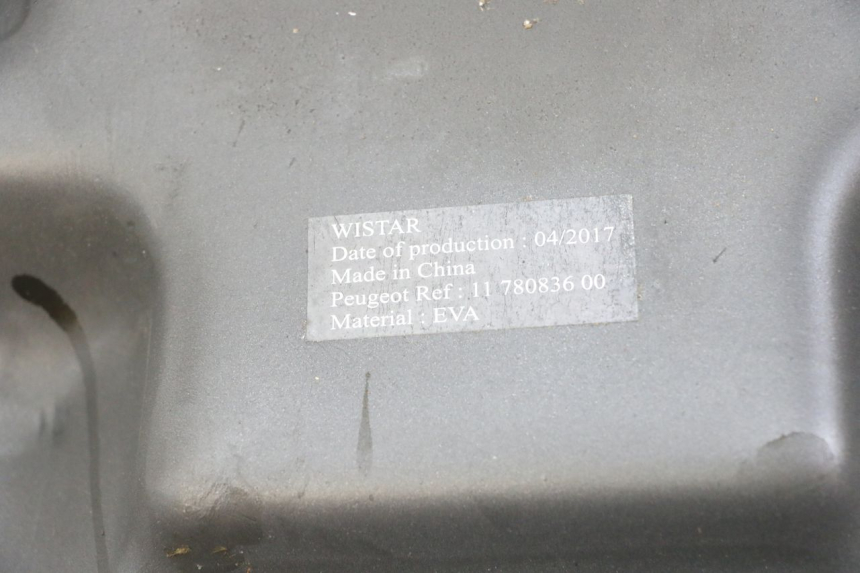 WISTAR
Date of production : 04/2017
Made in China
Peugeot Ref : 11 780836 00
Material : EVA